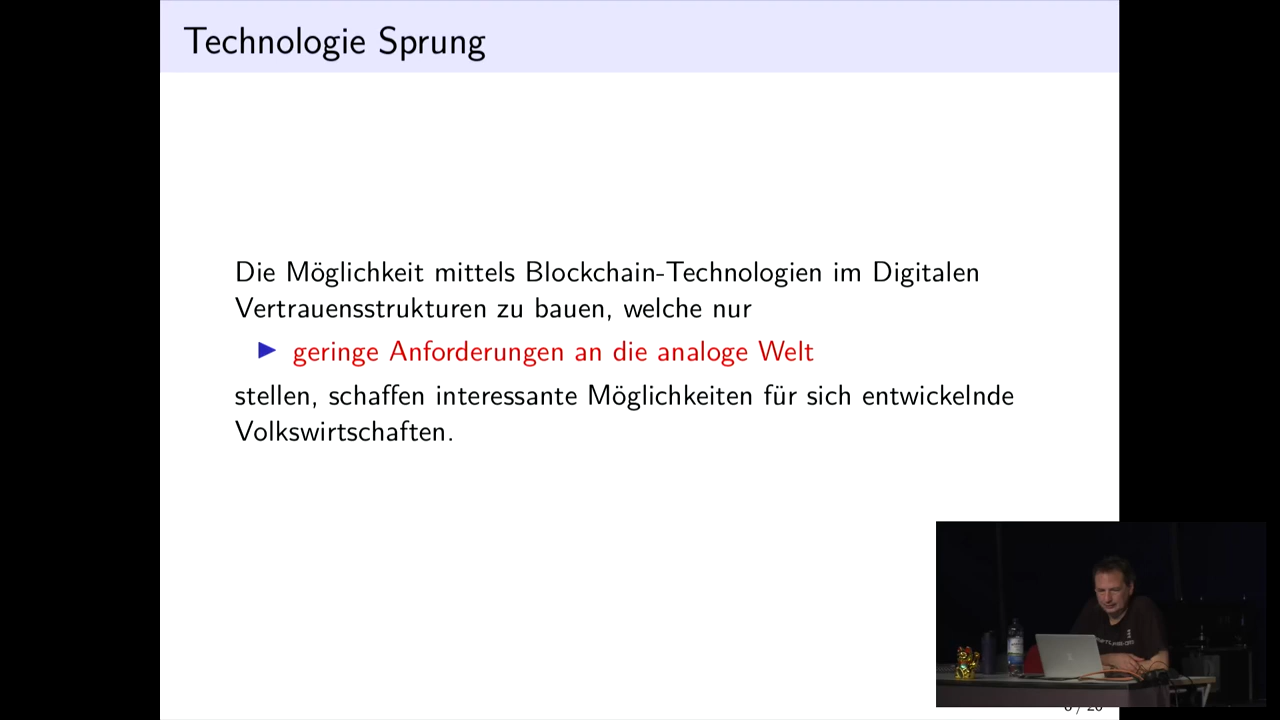 Technologie Sprung
Die Möglichkeit mittels Blockchain-Technologien im Digitalen
Vertrauensstrukturen zu bauen, welche nur
geringe Anforderungen an die analoge Welt
stellen, schaffen interessante Möglichkeiten für sich entwickelnde
Volkswirtschaften.